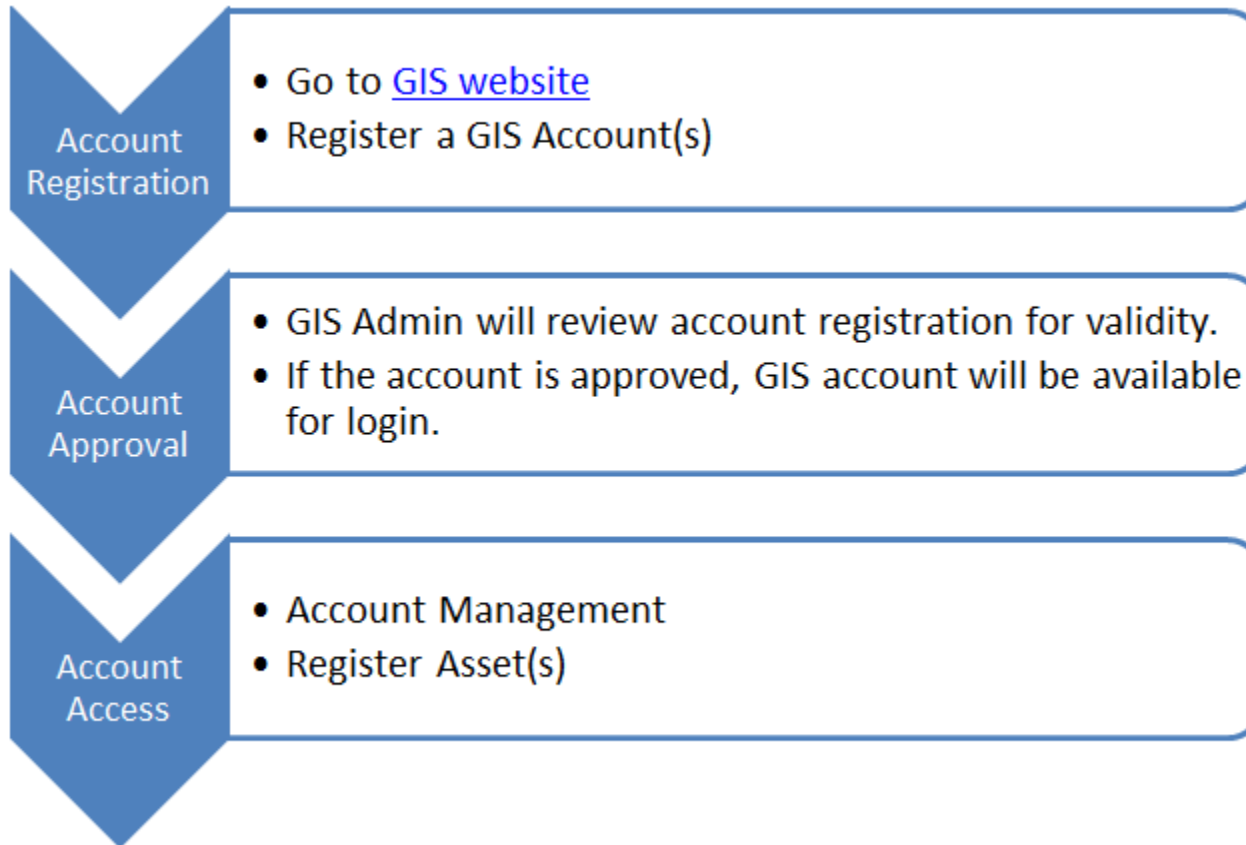 Account
Registration
• Go to GIS website
• Register a GIS Account(s)
Account
Approval
• GIS Admin will review account registration for validity.
• If the account is approved, GIS account will be available
for login.
Account
Access
• Account Management
• Register Asset(s)